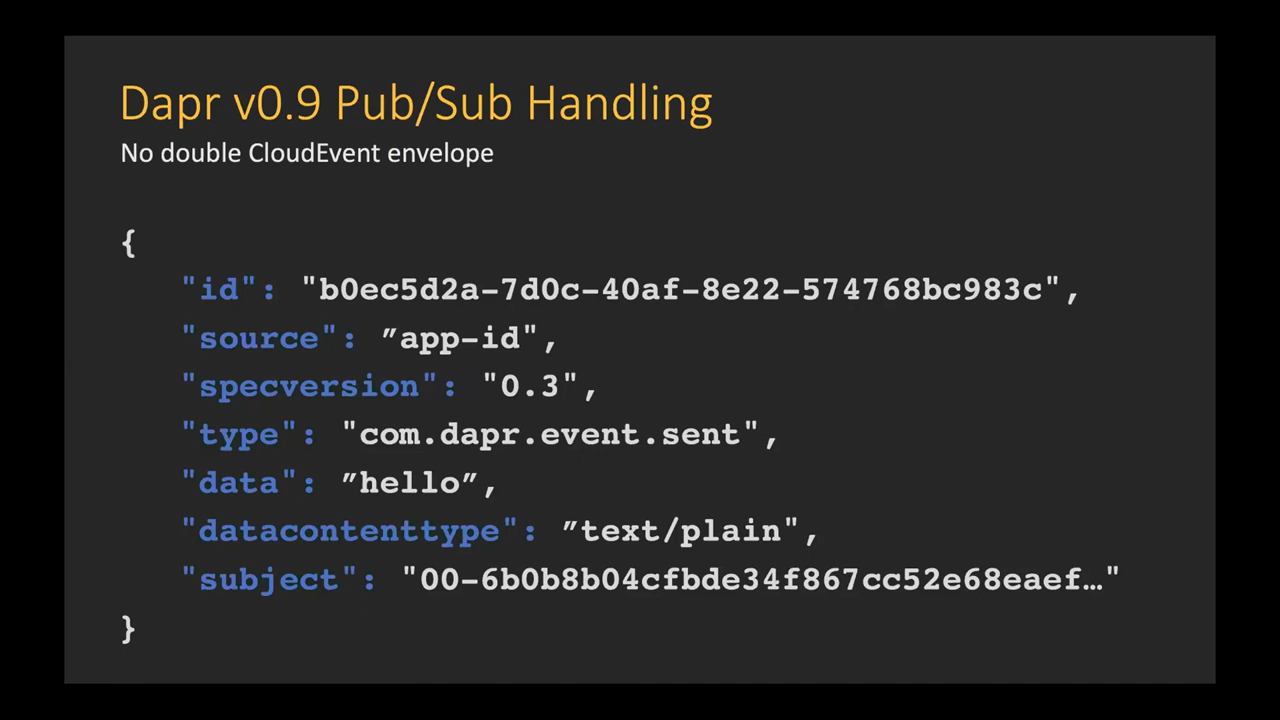 Dapr v0.9 Pub/Sub Handling
No double CloudEvent envelope
{
"id": "b0ec5d2a-7d0c-40af-8e22-574768bc983c",
"source": ”app-id",
"specversion": "0.3",
"type": "com.dapr.event.sent",
"data": ”hello”,
"datacontenttype": ”text/plain",
"subject": "00-6b0b8b04cfbde34f867cc52e68eaef…"
}